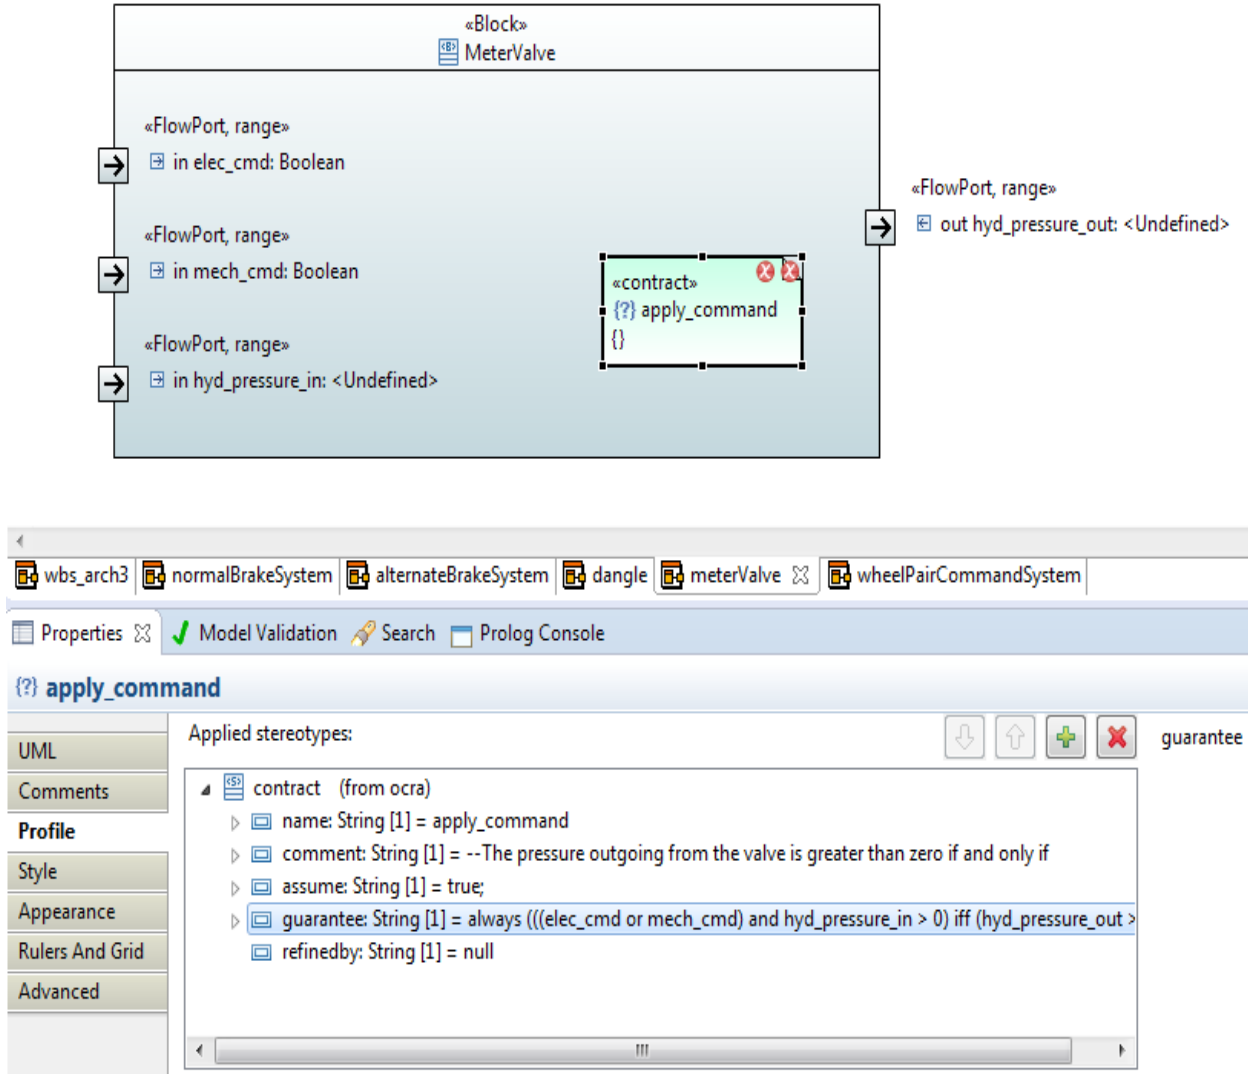 «Block»
MeterValve
«FlowPort, range»
in elec_cmd: Boolean
«FlowPort, range»
in mech_cmd: Boolean
«FlowPort, range»
in hyd_pressure_in: <Undefined>
«FlowPort, range»
out hyd_pressure_out: <Undefined>
«contract»
{?} apply_command
{}
wbs_arch3 normalBrakeSystem alternateBrakeSystem dangle meterValve wheelPairCommandSystem
Properties Model Validation Search Prolog Console
{?} apply_command
UML
Comments
Profile
Style
Appearance
Rulers And Grid
Advanced
Applied stereotypes:
guarantee
contract (from ocra)
name: String [1] = apply_command
comment: String [1] = --The pressure outgoing from the valve is greater than zero if and only if
assume: String [1] = true;
guarantee: String [1] = always (((elec_cmd or mech_cmd) and hyd_pressure_in > 0) iff (hyd_pressure_out >
refinedby: String [1] = null